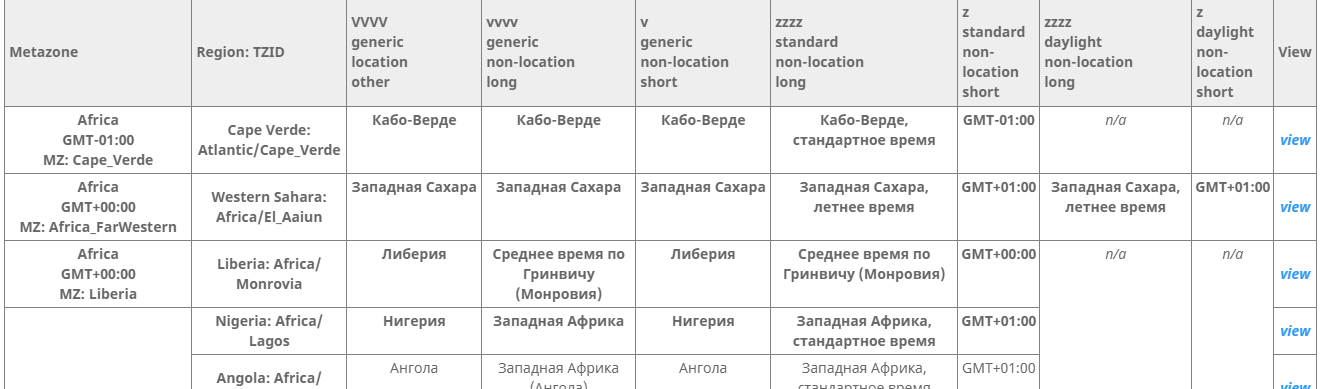 Metazone
Region: TZID
VVVV
generic
location
other
vvvv
generic
non-location
long
v
generic
non-location
short
zzzz
standard
non-location
long
z
standard
non-
location
short
zzzz
daylight
non-location
long
z
daylight
non-
location
short
View
Africa
GMT-01:00
MZ: Cape_Verde
Cape Verde:
Atlantic/Cape_Verde
Кабо-Верде
Кабо-Верде
Кабо-Верде
Кабо-Верде,
стандартное время
GMT-01:00
n/a
n/a
view
Africa
GMT+00:00
MZ: Africa_FarWestern
Western Sahara:
Africa/El_Aaiun
Западная Сахара
Западная Сахара
Западная Сахара
Западная Сахара,
летнее время
GMT+01:00
Западная Сахара,
летнее время
GMT+01:00
view
Africa
GMT+00:00
MZ: Liberia
Liberia: Africa/
Monrovia
Либерия
Среднее время по
Гринвичу
(Монровия)
Либерия
Среднее время по
Гринвичу (Монровия)
GMT+00:00
n/a
n/a
view
Nigeria: Africa/
Lagos
Нигерия
Западная Африка
Нигерия
Западная Африка,
стандартное время
GMT+01:00
view
Angola: Africa/
Ангола
Западная Африка
(Ангола)
Ангола
Западная Африка,
стандартное время
GMT+01:00
view